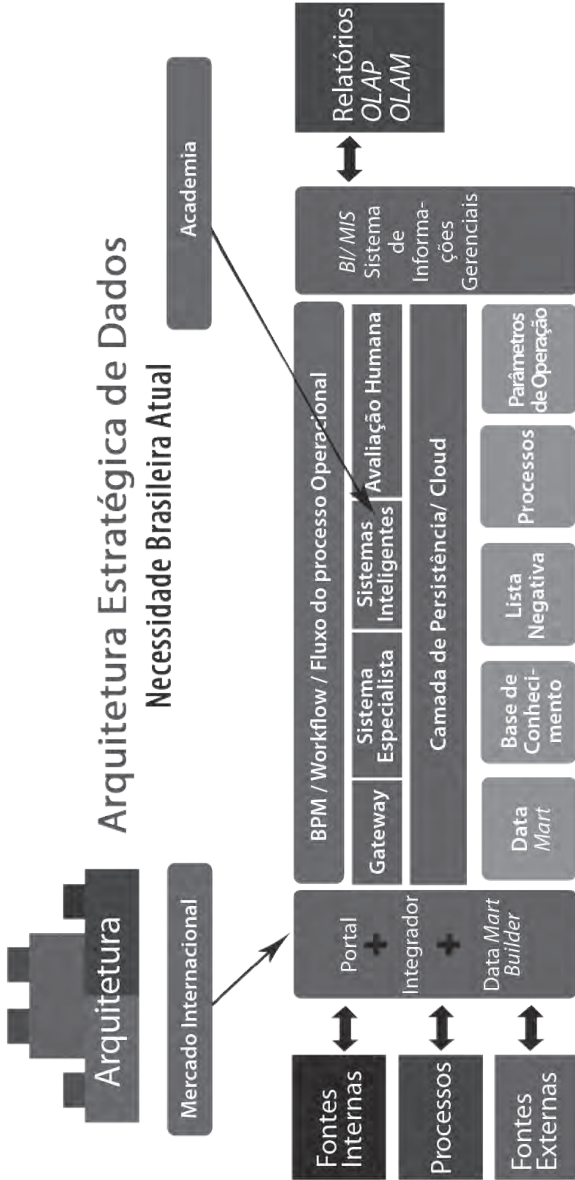 Arquitetura
Arquitetura Estratégica de Dados
Necessidade Brasileira Atual
Mercado Internacional
Academia
Fontes
Internas
Processos
Fontes
Externas
Portal
+
Integrador
+
Data Mart
Builder
BPM / Workflow / Fluxo do processo Operacional
Gateway
Sistema
Especialista
Sistemas
Inteligentes
Avaliação Humana
Camada de Persistência/ Cloud
Data
Mart
Base de
Conheci-
mento
Lista
Negativa
Processos
Parâmetros
de Operação
BI/ MIS
Sistema
de
Informa-
ções
Gerenciais
Relatórios
OLAP
OLAM